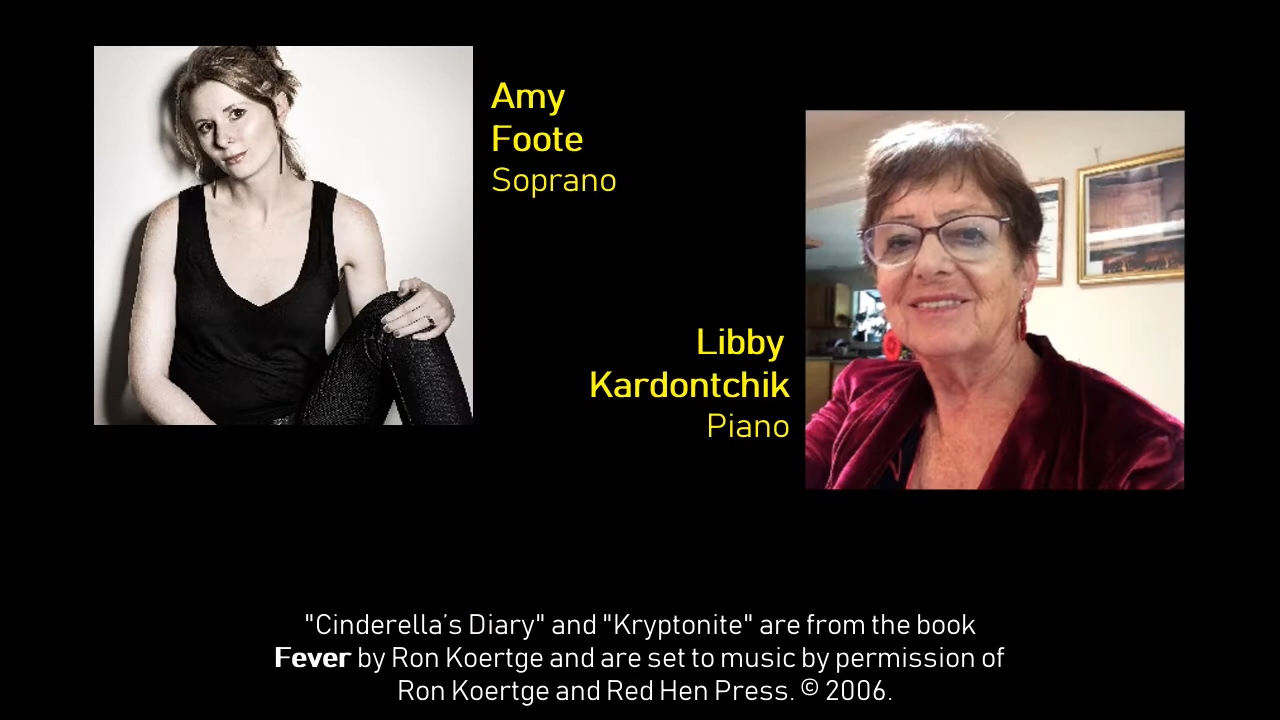 Amy
Foote
Soprano
Libby
Kardontchik
Piano
"Cinderella’s Diary" and "Kryptonite" are from the book
Fever by Ron Koertge and are set to music by permission of
Ron Koertge and Red Hen Press. © 2006.